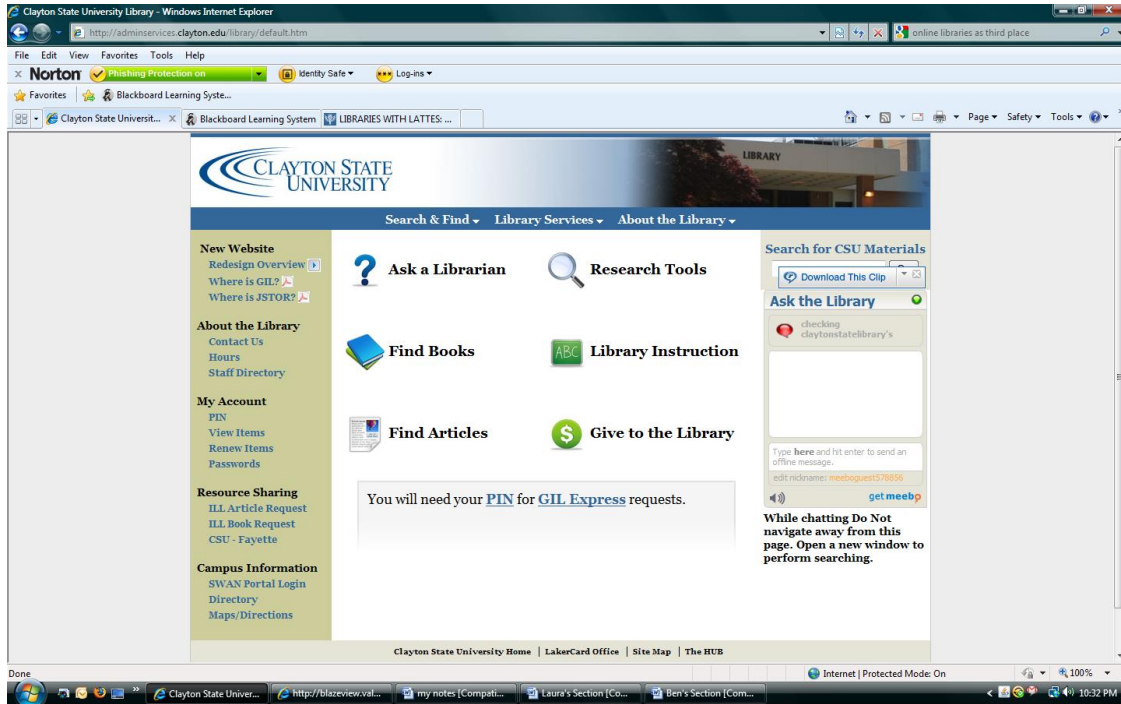 Clayton State University Library - Windows Internet Explorer
http://adminservices.clayton.edu/library/default.htm
online libraries as third place
File Edit View Favorites Tools Help
x Norton Phishing Protection on Identity Safe Log-ins
Favorites Blackboard Learning Syste...
Clayton State Universit... x Blackboard Learning System LIBRARIES WITH LATTES: ... Page Safety Tools
CLAYTON STATE
UNIVERSITY
LIBRARY
Search & Find Library Services About the Library
New Website
Redesign Overview
Where is GIL?
Where is JSTOR?
About the Library
Contact Us
Hours
Staff Directory
My Account
PIN
View Items
Renew Items
Passwords
Resource Sharing
ILL Article Request
ILL Book Request
CSU - Fayette
Campus Information
SWAN Portal Login
Directory
Maps/Directions
? Ask a Librarian Research Tools
Find Books ABC Library Instruction
Find Articles $ Give to the Library
You will need your PIN for GIL Express requests.
Search for CSU Materials
Download This Clip
Ask the Library
checking
claytonstatelibrary's
Type here and hit enter to send an
offline message.
edit nickname: meeboguest578856
get meebo
While chatting Do Not
navigate away from this
page. Open a new window to
perform searching.
Clayton State University Home | LakerCard Office | Site Map | The HUB
Done Internet | Protected Mode: On 100%
Clayton State Univer... http://blazeview.val... my notes [Compati... Laura's Section [Co... Ben's Section [Com... 10:32 PM